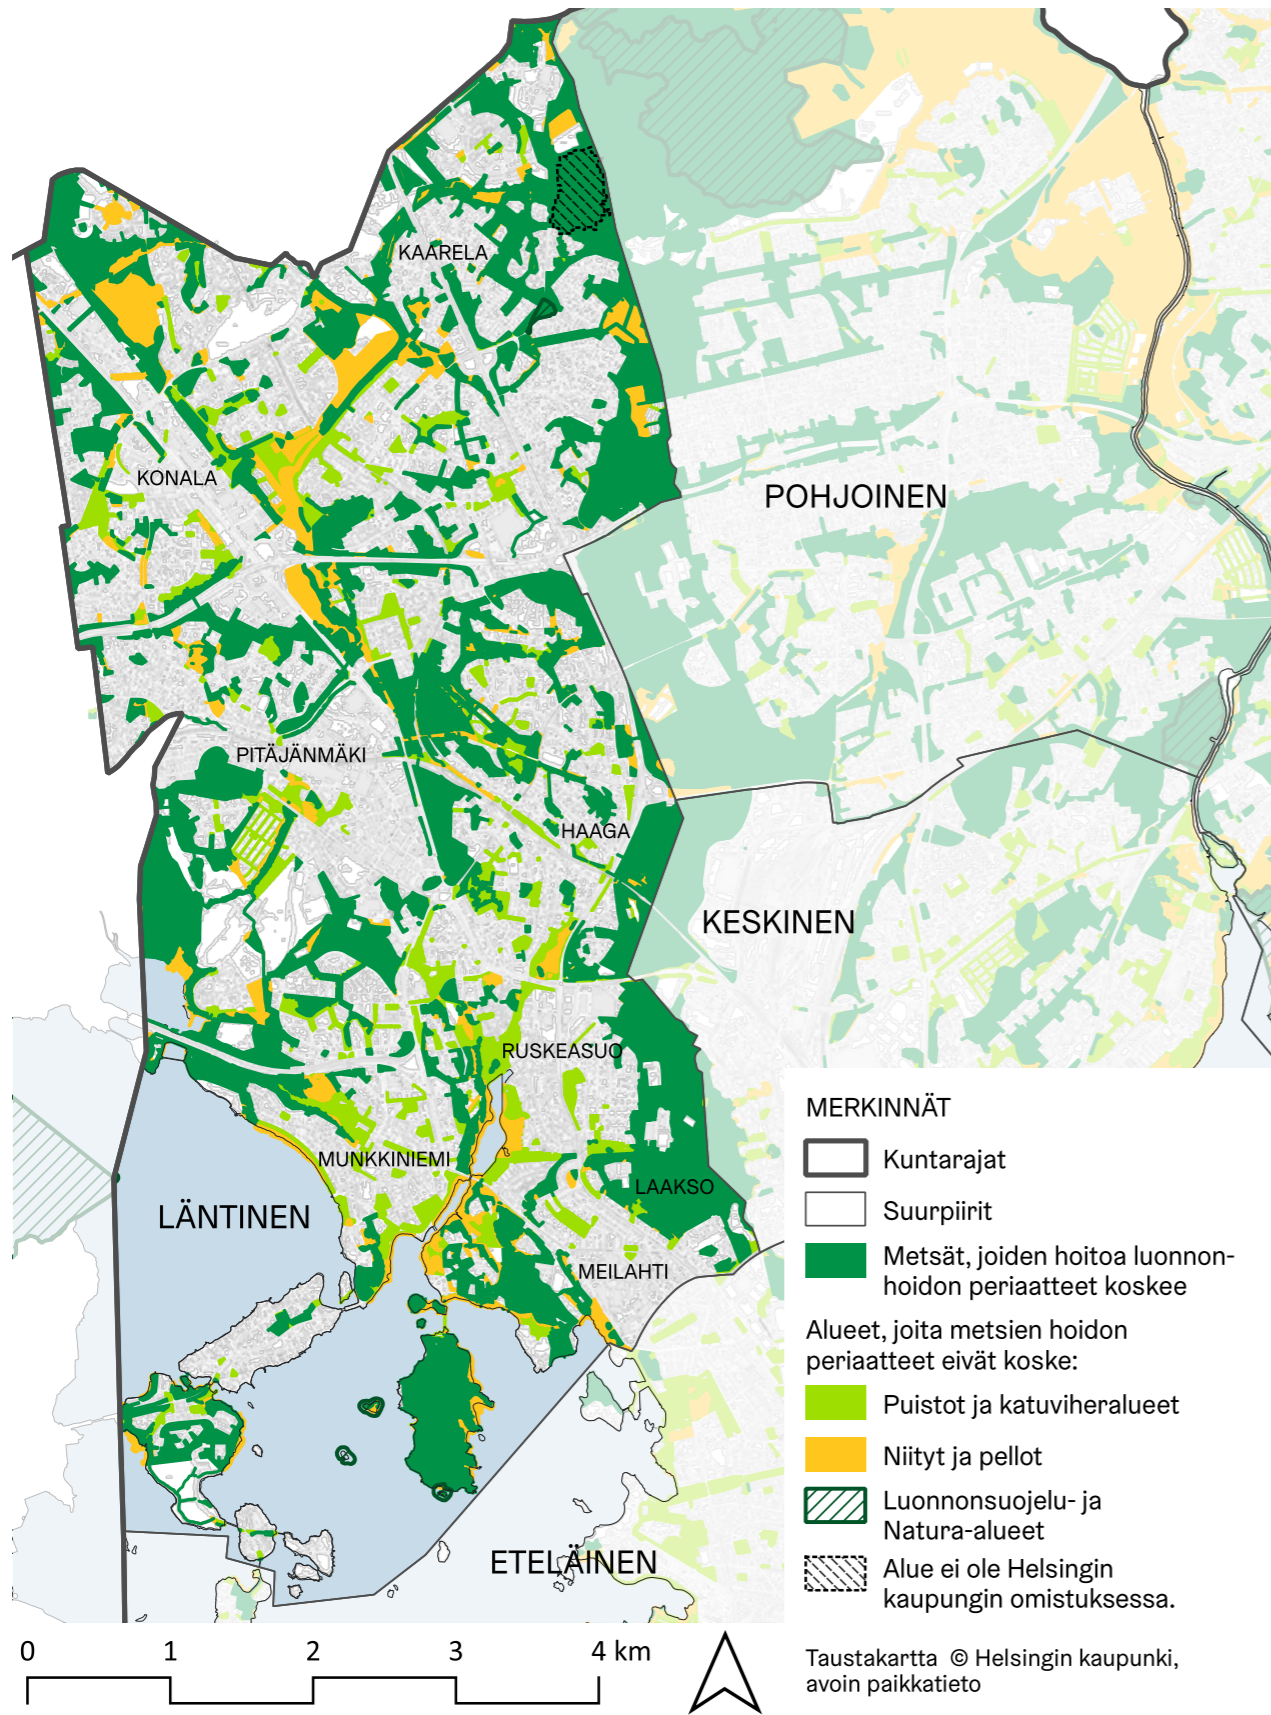 KAARELA
KONALA
POHJOINEN
PITÄJÄNMÄKI
HAAGA
KESKINEN
RUSKEASUO
MUNKKINIEMI
LAAKSO
LÄNTINEN
MEILAHTI
ETELÄINEN
MERKINNÄT
Kuntarajat
Suurpiirit
Metsät, joiden hoitoa luonnon-
hoidon periaatteet koskee
Alueet, joita metsien hoidon
periaatteet eivät koske:
Puistot ja katuviheralueet
Niityt ja pellot
Luonnonsuojelu- ja
Natura-alueet
Alue ei ole Helsingin
kaupungin omistuksessa.
Taustakartta © Helsingin kaupunki,
avoin paikkatieto
0 1 2 3 4 km